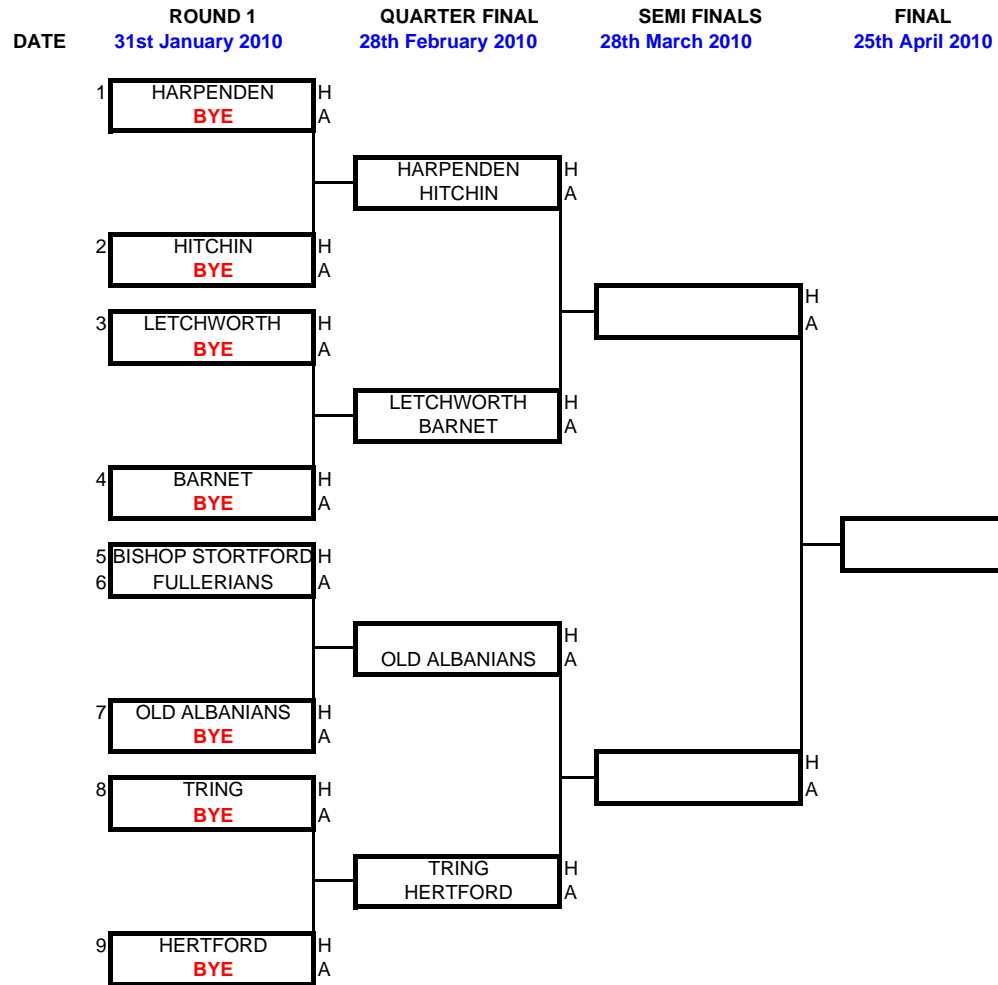 ROUND 1 QUARTER FINAL SEMI FINALS FINAL
DATE 31st January 2010 28th February 2010 28th March 2010 25th April 2010
1 HARPENDEN H
BYE A
HARPENDEN H
HITCHIN A
2 HITCHIN H
BYE A
H
3 LETCHWORTH H
A
BYE A
LETCHWORTH H
BARNET A
4 BARNET H
BYE A
5 BISHOP STORTFORD H
6 FULLERIANS A
H
OLD ALBANIANS A
7 OLD ALBANIANS H
BYE A
H
8 TRING H
A
BYE A
TRING H
HERTFORD A
9 HERTFORD H
BYE A